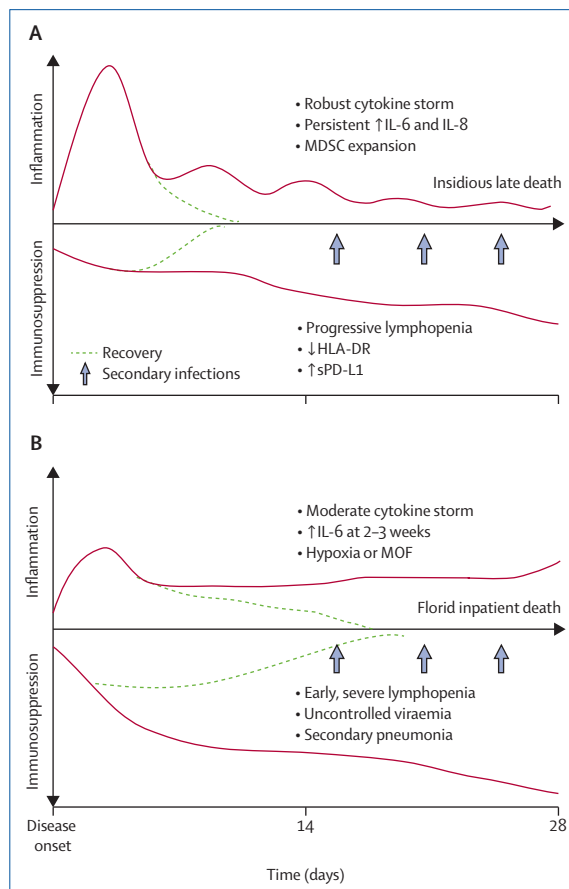 A
Inflammation
• Robust cytokine storm
• Persistent ↑IL-6 and IL-8
• MDSC expansion
Insidious late death
Immunosuppression
• Progressive lymphopenia
• ↓HLA-DR
• ↑sPD-L1
Recovery
Secondary infections
14
28
B
Inflammation
• Moderate cytokine storm
• ↑IL-6 at 2–3 weeks
• Hypoxia or MOF
Florid inpatient death
Immunosuppression
• Early, severe lymphopenia
• Uncontrolled viraemia
• Secondary pneumonia
Disease
onset
14
28
Time (days)